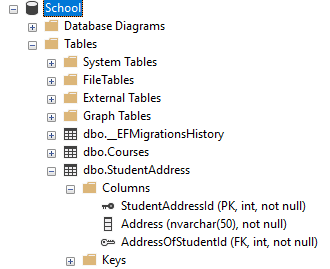 School
Database Diagrams
Tables
System Tables
FileTables
External Tables
Graph Tables
dbo.__EFMigrationsHistory
dbo.Courses
dbo.StudentAddress
Columns
StudentAddressId (PK, int, not null)
Address (nvarchar(50), not null)
AddressOfStudentId (FK, int, not null)
Keys